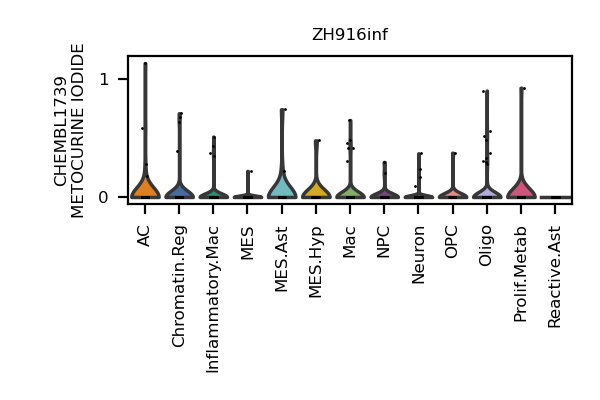 ZH916inf
CHEMBL1739
METOCURINE IODIDE
1
0
AC
Chromatin.Reg
Inflammatory.Mac
MES
MES.Ast
MES.Hyp
Mac
NPC
Neuron
OPC
Oligo
Prolif.Metab
Reactive.Ast